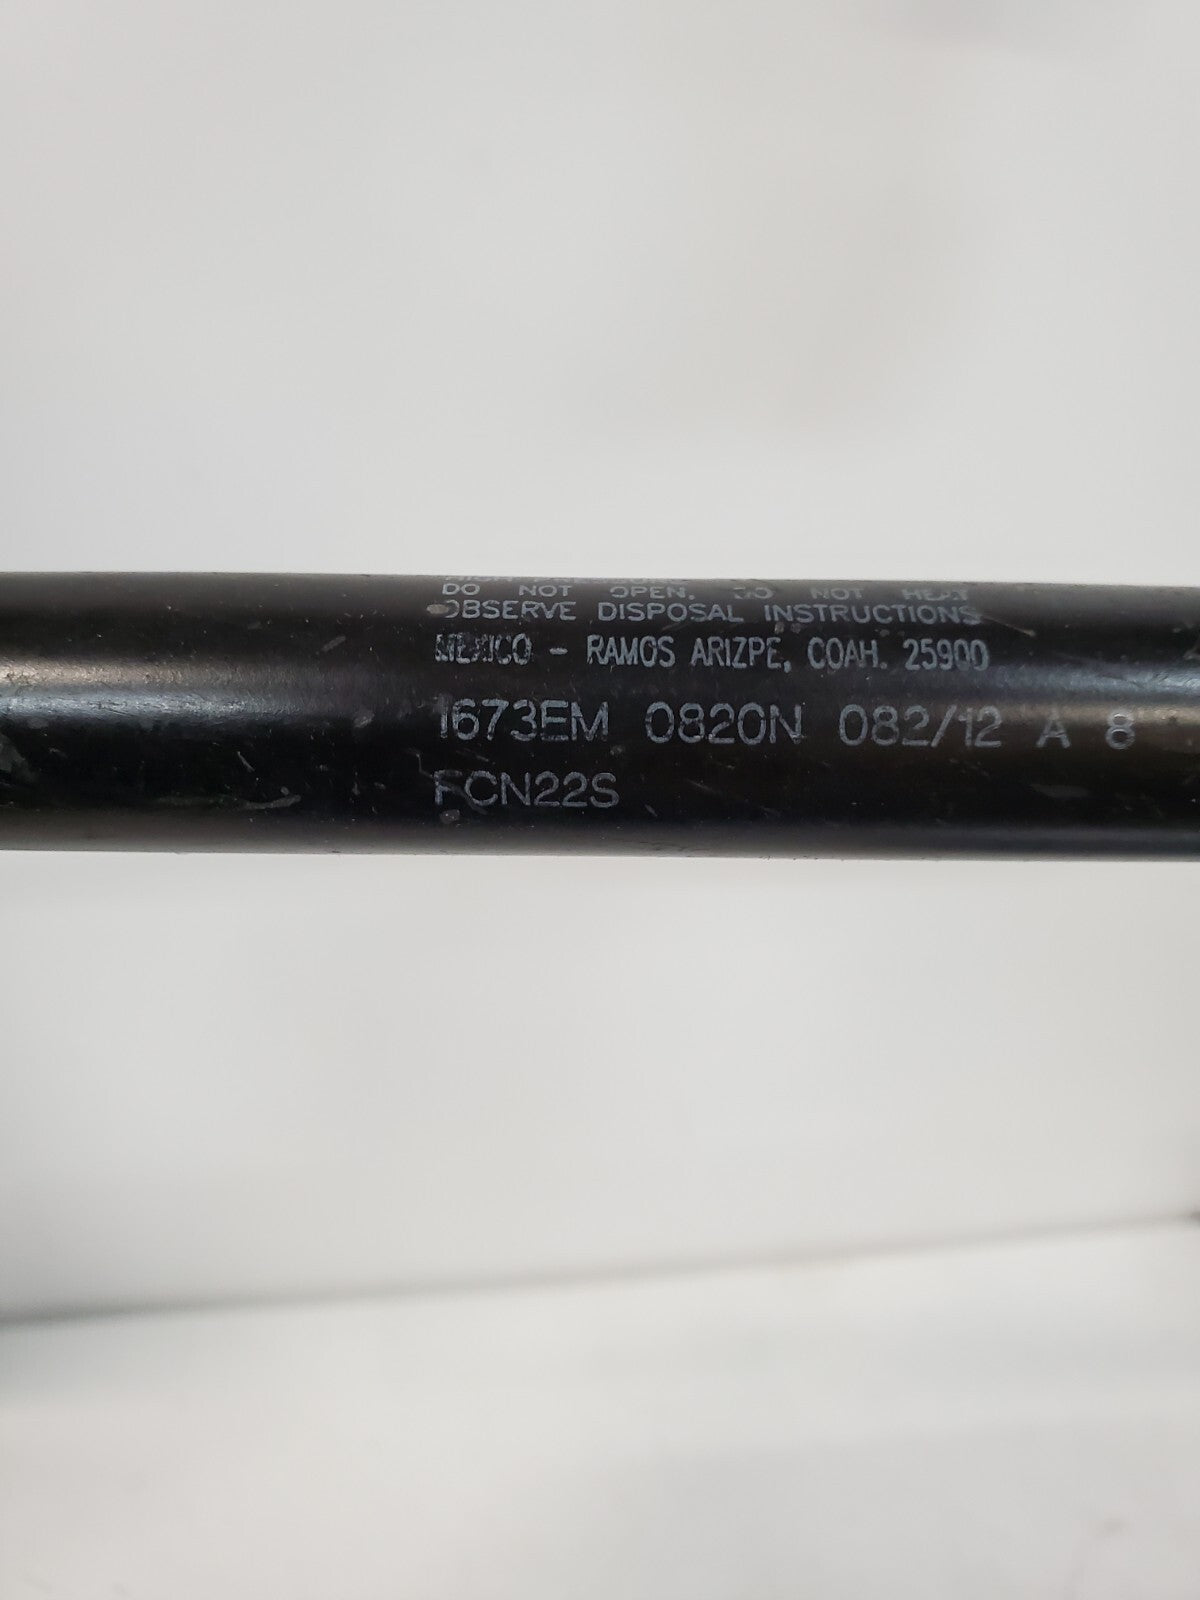 DO NOT OPEN. DO NOT HEAT
OBSERVE DISPOSAL INSTRUCTIONS
MEXICO - RAMOS ARIZPE, COAH. 25900
1673EM 0820N 082/12 A 8
FCN22S